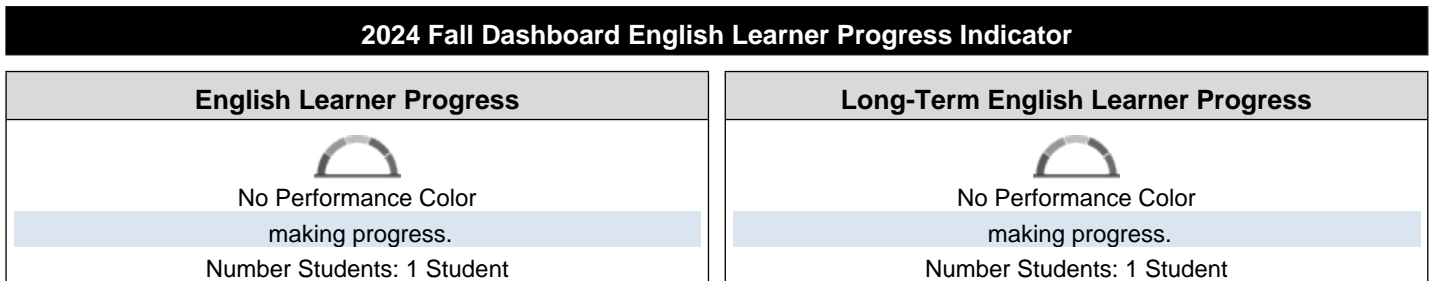 2024 Fall Dashboard English Learner Progress Indicator
English Learner Progress
No Performance Color
making progress.
Number Students: 1 Student
Long-Term English Learner Progress
No Performance Color
making progress.
Number Students: 1 Student